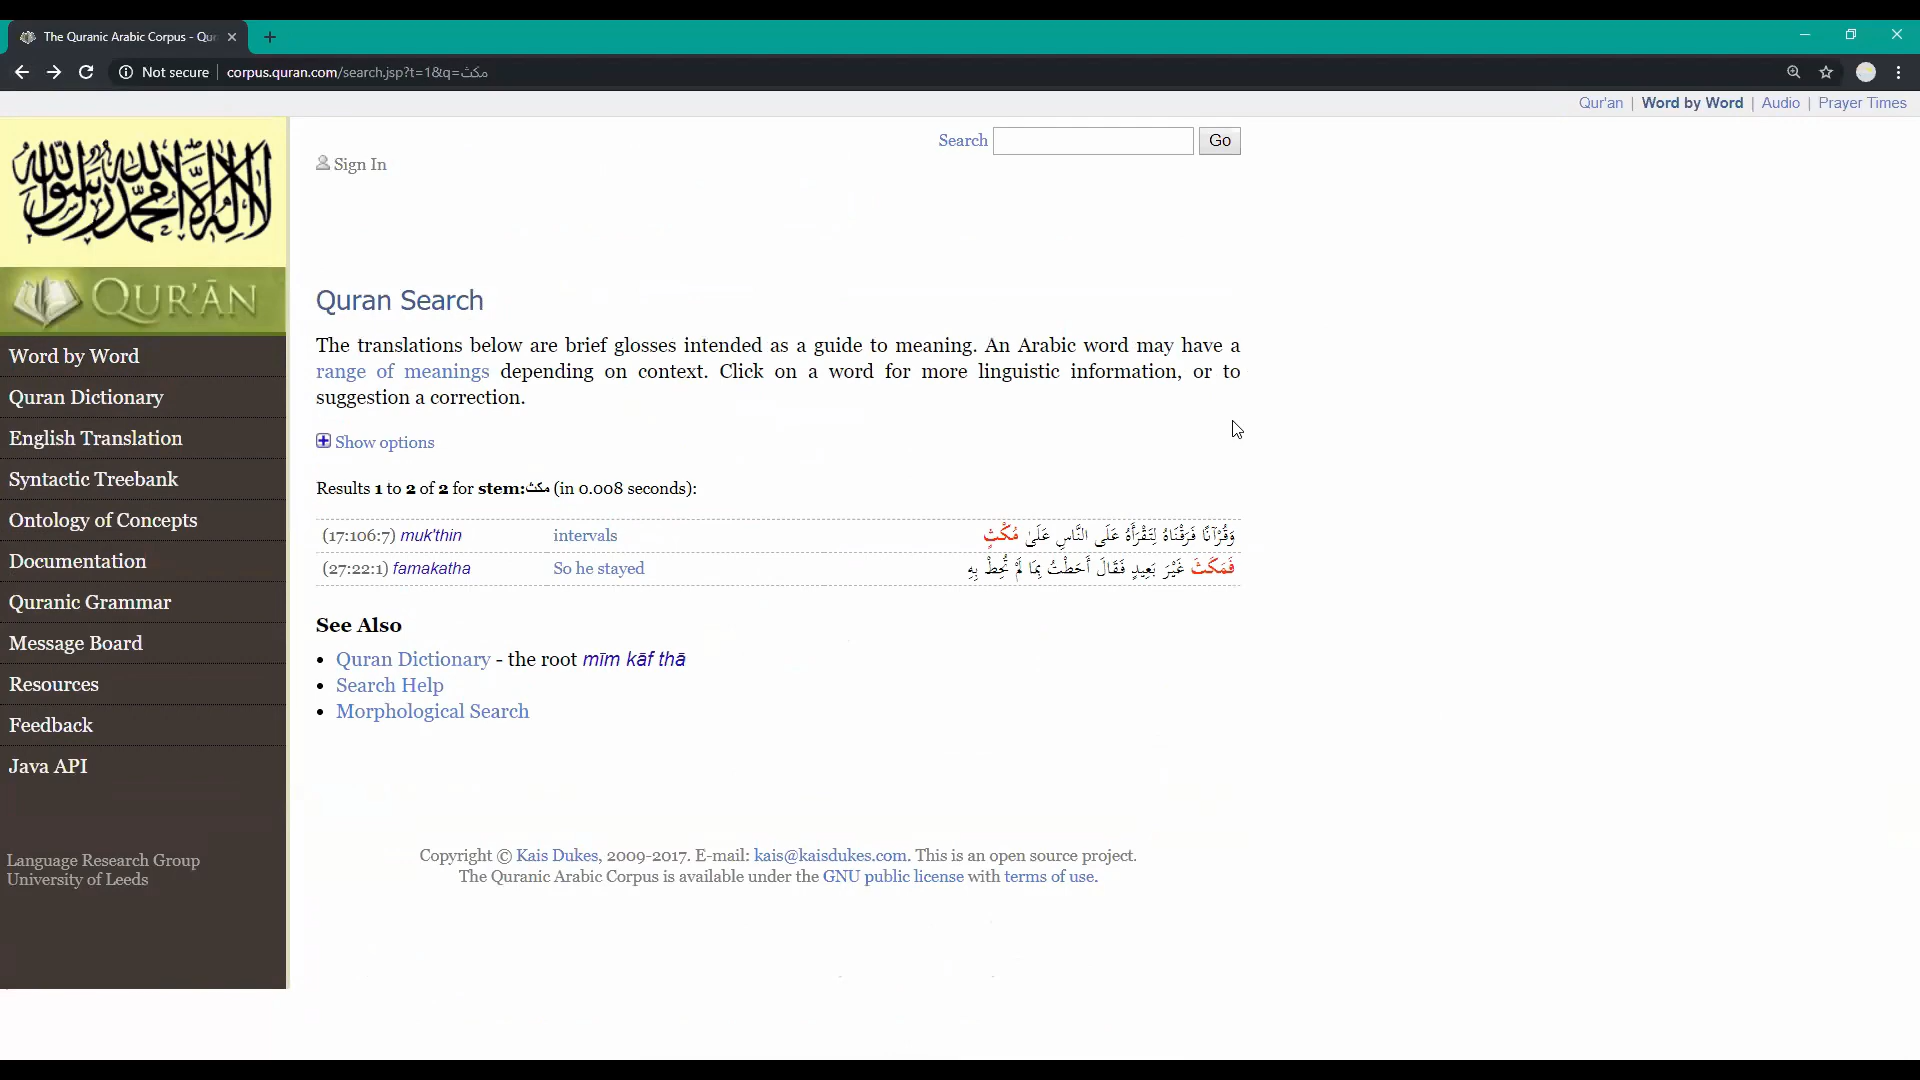 The Quranic Arabic Corpus - Qu
Not secure
corpus.quran.com/search.jsp?t=1&q=مكث
Qur'an | Word by Word | Audio | Prayer Times
لا اله الا الله محمد رسول الله
QUR'ĀN
Search
Go
Sign In
Word by Word
Quran Dictionary
English Translation
Syntactic Treebank
Ontology of Concepts
Documentation
Quranic Grammar
Message Board
Resources
Feedback
Java API
Language Research Group
University of Leeds
Quran Search
The translations below are brief glosses intended as a guide to meaning. An Arabic word may have a
range of meanings depending on context. Click on a word for more linguistic information, or to
suggestion a correction.
Show options
Results 1 to 2 of 2 for stem:مكث (in 0.008 seconds):
(17:106:7) muk'thin intervals وَقُرْآنًا فَرَقْنَاهُ لِتَقْرَأَهُ عَلَى النَّاسِ عَلَىٰ مُكْثٍ
(27:22:1) famakatha So he stayed فَمَكَثَ غَيْرَ بَعِيدٍ فَقَالَ أَحَطْتُ بِمَا لَمْ تُحِطْ بِهِ
See Also
Quran Dictionary - the root mīm kāf thā
Search Help
Morphological Search
Copyright © Kais Dukes, 2009-2017. E-mail: kais@kaisdukes.com. This is an open source project.
The Quranic Arabic Corpus is available under the GNU public license with terms of use.